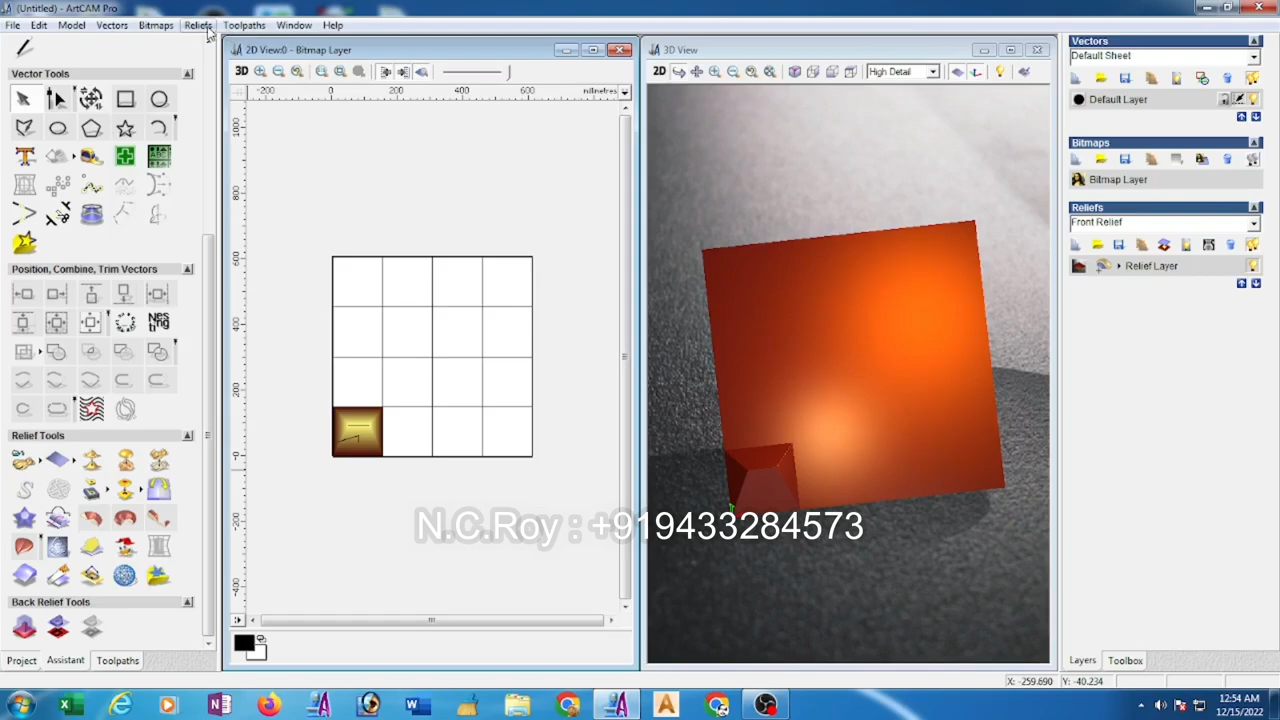 (Untitled) - ArtCAM Pro
File Edit Model Vectors Bitmaps Reliefs Toolpaths Window Help
Vector Tools
Position, Combine, Trim Vectors
Relief Tools
Back Relief Tools
Project Assistant Toolpaths
2D View:0 - Bitmap Layer
3D
-200 0 200 400 600 millimetres
1000
800
600
400
200
-0
-200
-400
3D View
2D High Detail
N.C.Roy : +919433284573
Vectors
Default Sheet
Default Layer
Bitmaps
Bitmap Layer
Reliefs
Front Relief
Relief Layer
Layers Toolbox
X: -259.690 Y: -40.234
12:54 AM
12/15/2022